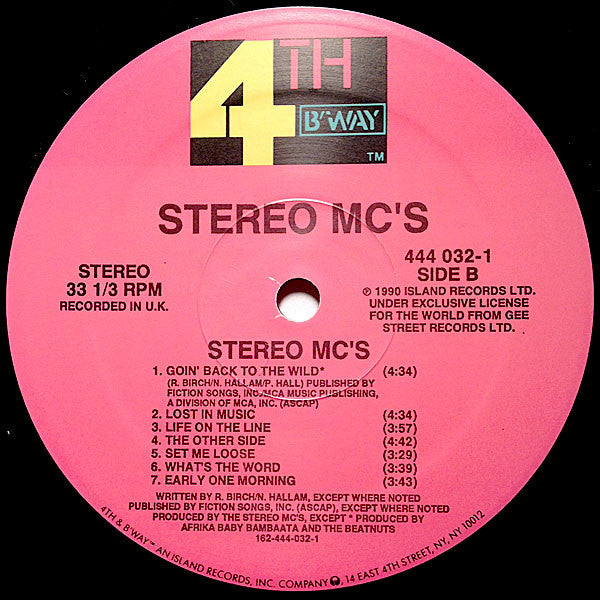 4TH
B'WAY
TM
STEREO MC'S
STEREO
33 1/3 RPM
RECORDED IN U.K.
444 032-1
SIDE B
℗ 1990 ISLAND RECORDS LTD.
UNDER EXCLUSIVE LICENSE
FOR THE WORLD FROM GEE
STREET RECORDS LTD.
STEREO MC'S
1. GOIN' BACK TO THE WILD* (4:34)
(R. BIRCH/N. HALLAM/P. HALL) PUBLISHED BY
FICTION SONGS, INC./MCA MUSIC PUBLISHING,
A DIVISION OF MCA, INC. (ASCAP)
2. LOST IN MUSIC (4:34)
3. LIFE ON THE LINE (3:57)
4. THE OTHER SIDE (4:42)
5. SET ME LOOSE (3:29)
6. WHAT'S THE WORD (3:39)
7. EARLY ONE MORNING (3:43)
WRITTEN BY R. BIRCH/N. HALLAM, EXCEPT WHERE NOTED
PUBLISHED BY FICTION SONGS, INC. (ASCAP), EXCEPT WHERE NOTED
PRODUCED BY THE STEREO MC'S, EXCEPT * PRODUCED BY
AFRIKA BABY BAMBAATA AND THE BEATNUTS
162-444-032-1
4TH & B'WAY™ AN ISLAND RECORDS, INC. COMPANY, 14 EAST 4TH STREET, NY, NY 10012